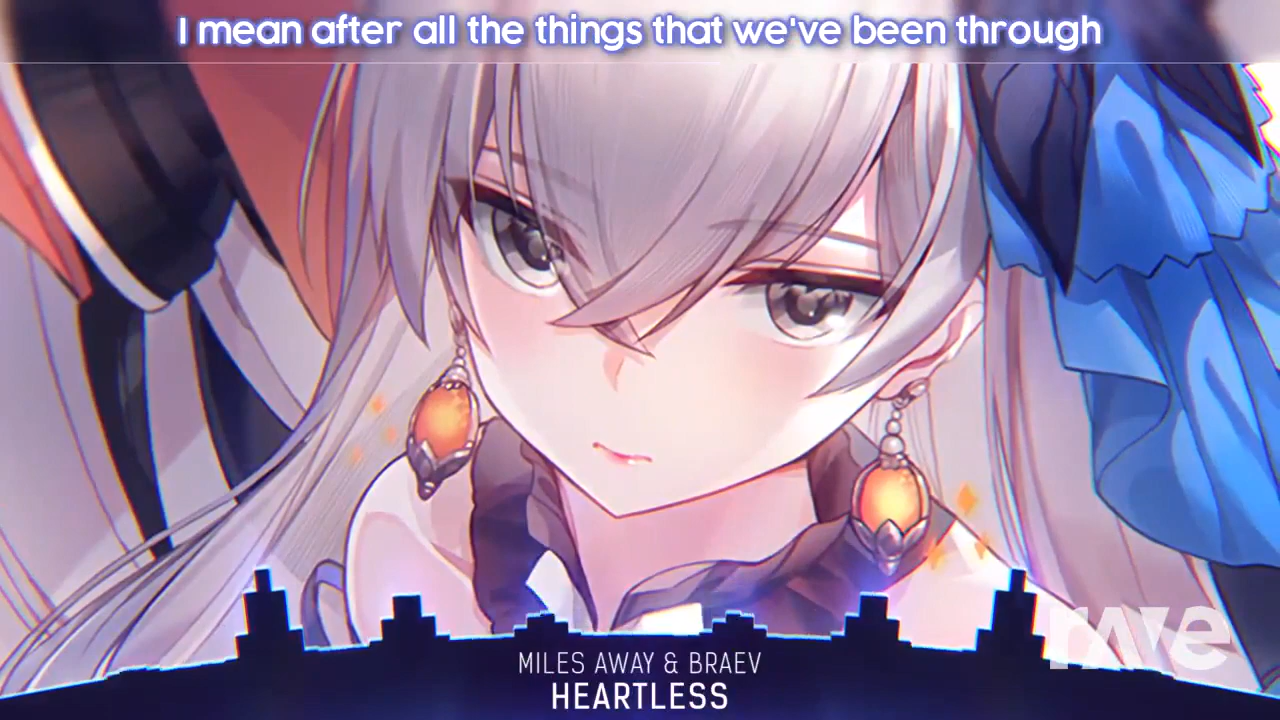 I mean after all the things that we've been through
MILES AWAY & BRAEV
HEARTLESS
rave